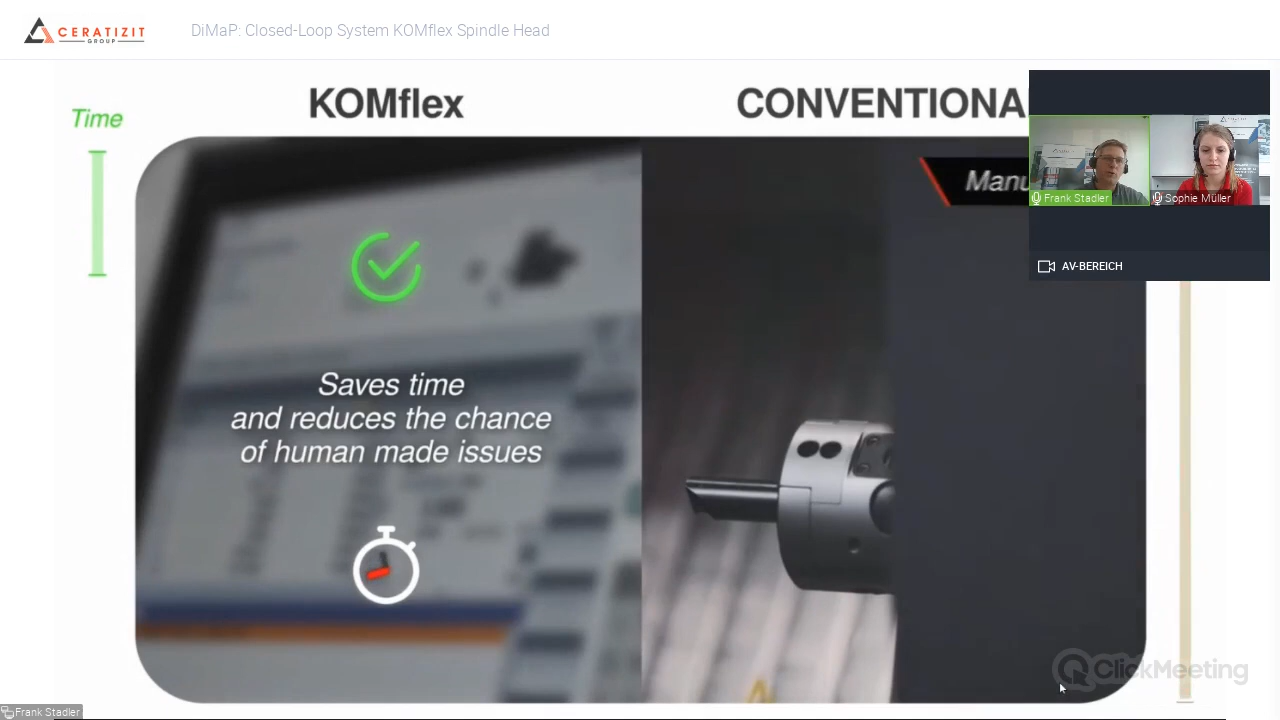 CERATIZIT
GROUP
DiMaP: Closed-Loop System KOMflex Spindle Head
KOMflex
CONVENTIONA
Time
Manu
Frank Stadler
Sophie Müller
AV-BEREICH
Saves time
and reduces the chance
of human made issues
ClickMeeting
Frank Stadler